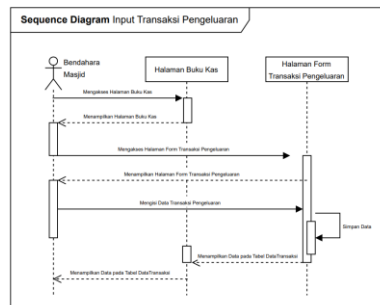 Sequence Diagram Input Transaksi Pengeluaran
Bendahara
Masjid
Halaman Buku Kas
Halaman Form
Transaksi Pengeluaran
Mengakses Halaman Buku Kas
Menampilkan Halaman Buku Kas
Mengakses Halaman Form Transaksi Pengeluaran
Menampilkan Halaman Form Transaksi Pengeluaran
Mengisi Data Transaksi Pengeluaran
Simpan Data
Menampilkan Data pada Tabel DataTransaksi
Menampilkan Data pada Tabel DataTransaksi